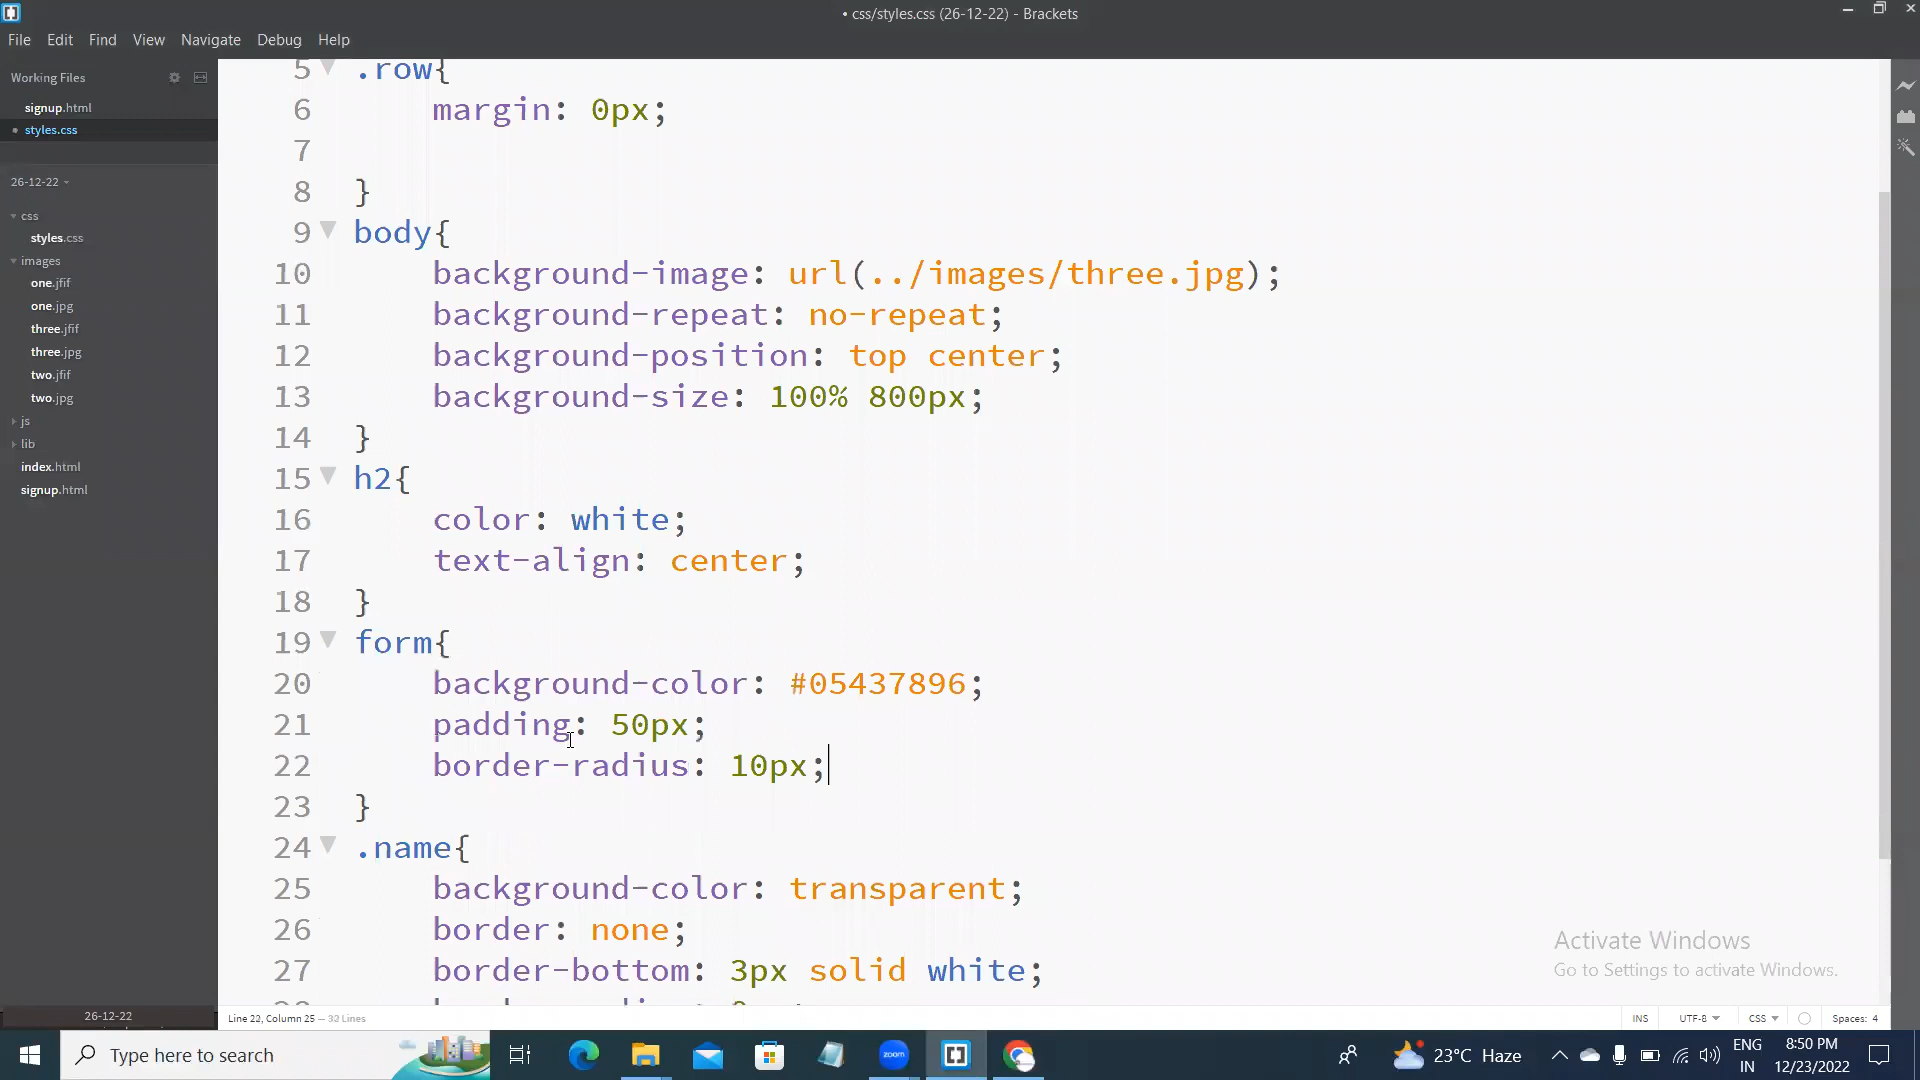 • css/styles.css (26-12-22) - Brackets
File Edit Find View Navigate Debug Help
Working Files
signup.html
• styles.css
26-12-22
css
styles.css
images
one.jfif
one.jpg
three.jfif
three.jpg
two.jfif
two.jpg
js
lib
index.html
signup.html
5 .row{
6 margin: 0px;
7
8 }
9 body{
10 background-image: url(../images/three.jpg);
11 background-repeat: no-repeat;
12 background-position: top center;
13 background-size: 100% 800px;
14 }
15 h2{
16 color: white;
17 text-align: center;
18 }
19 form{
20 background-color: #05437896;
21 padding: 50px;
22 border-radius: 10px;
23 }
24 .name{
25 background-color: transparent;
26 border: none;
27 border-bottom: 3px solid white;
Activate Windows
Go to Settings to activate Windows.
26-12-22
Line 22, Column 25 — 33 Lines
INS UTF-8 CSS Spaces: 4
Type here to search
zoom
23°C Haze
ENG
IN
8:50 PM
12/23/2022